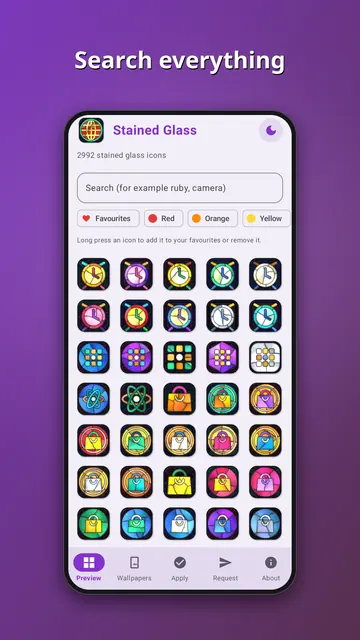 Search everything
Stained Glass
2992 stained glass icons
Search (for example ruby, camera)
Favourites
Red
Orange
Yellow
Long press an icon to add it to your favourites or remove it.
Preview
Wallpapers
Apply
Request
About